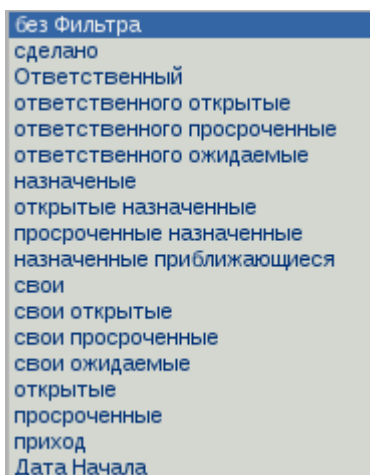 без Фильтра
сделано
Ответственный
ответственного открытые
ответственного просроченные
ответственного ожидаемые
назначеные
открытые назначенные
просроченные назначенные
назначенные приближающиеся
свои
свои открытые
свои просроченные
свои ожидаемые
открытые
просроченные
приход
Дата Начала